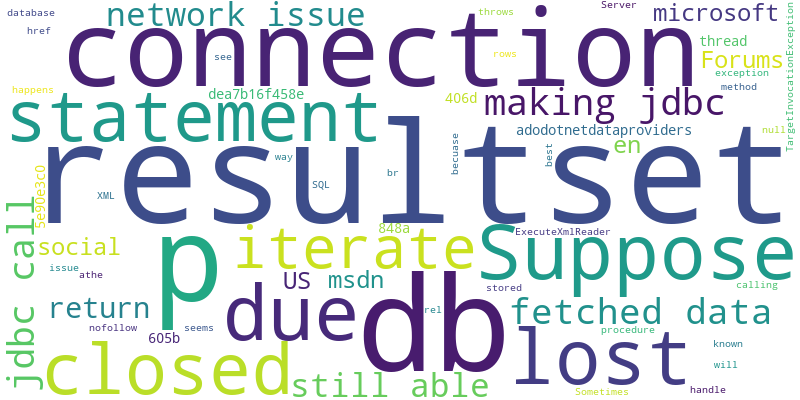 database
network issue
throws
Server
microsoft
href
connection
see
rows
thread
Forums
exception
TargetInvocationException
happens
statement
dea7b16f458e
406d
making jdbc
method
resultset
adodotnetdataproviders
null
becuase
best
en
way
br
SQL
XML
5e90e3c0
p
848a
ExecuteXmlReader
social
iterate
Suppose
jdbc call
issue
athe
US
msdn
stored
calling
return
due
db
rel
fetched data
nofollow
seems
605b
procedure
known
closed
lost
will
still able
Sometimes
handle